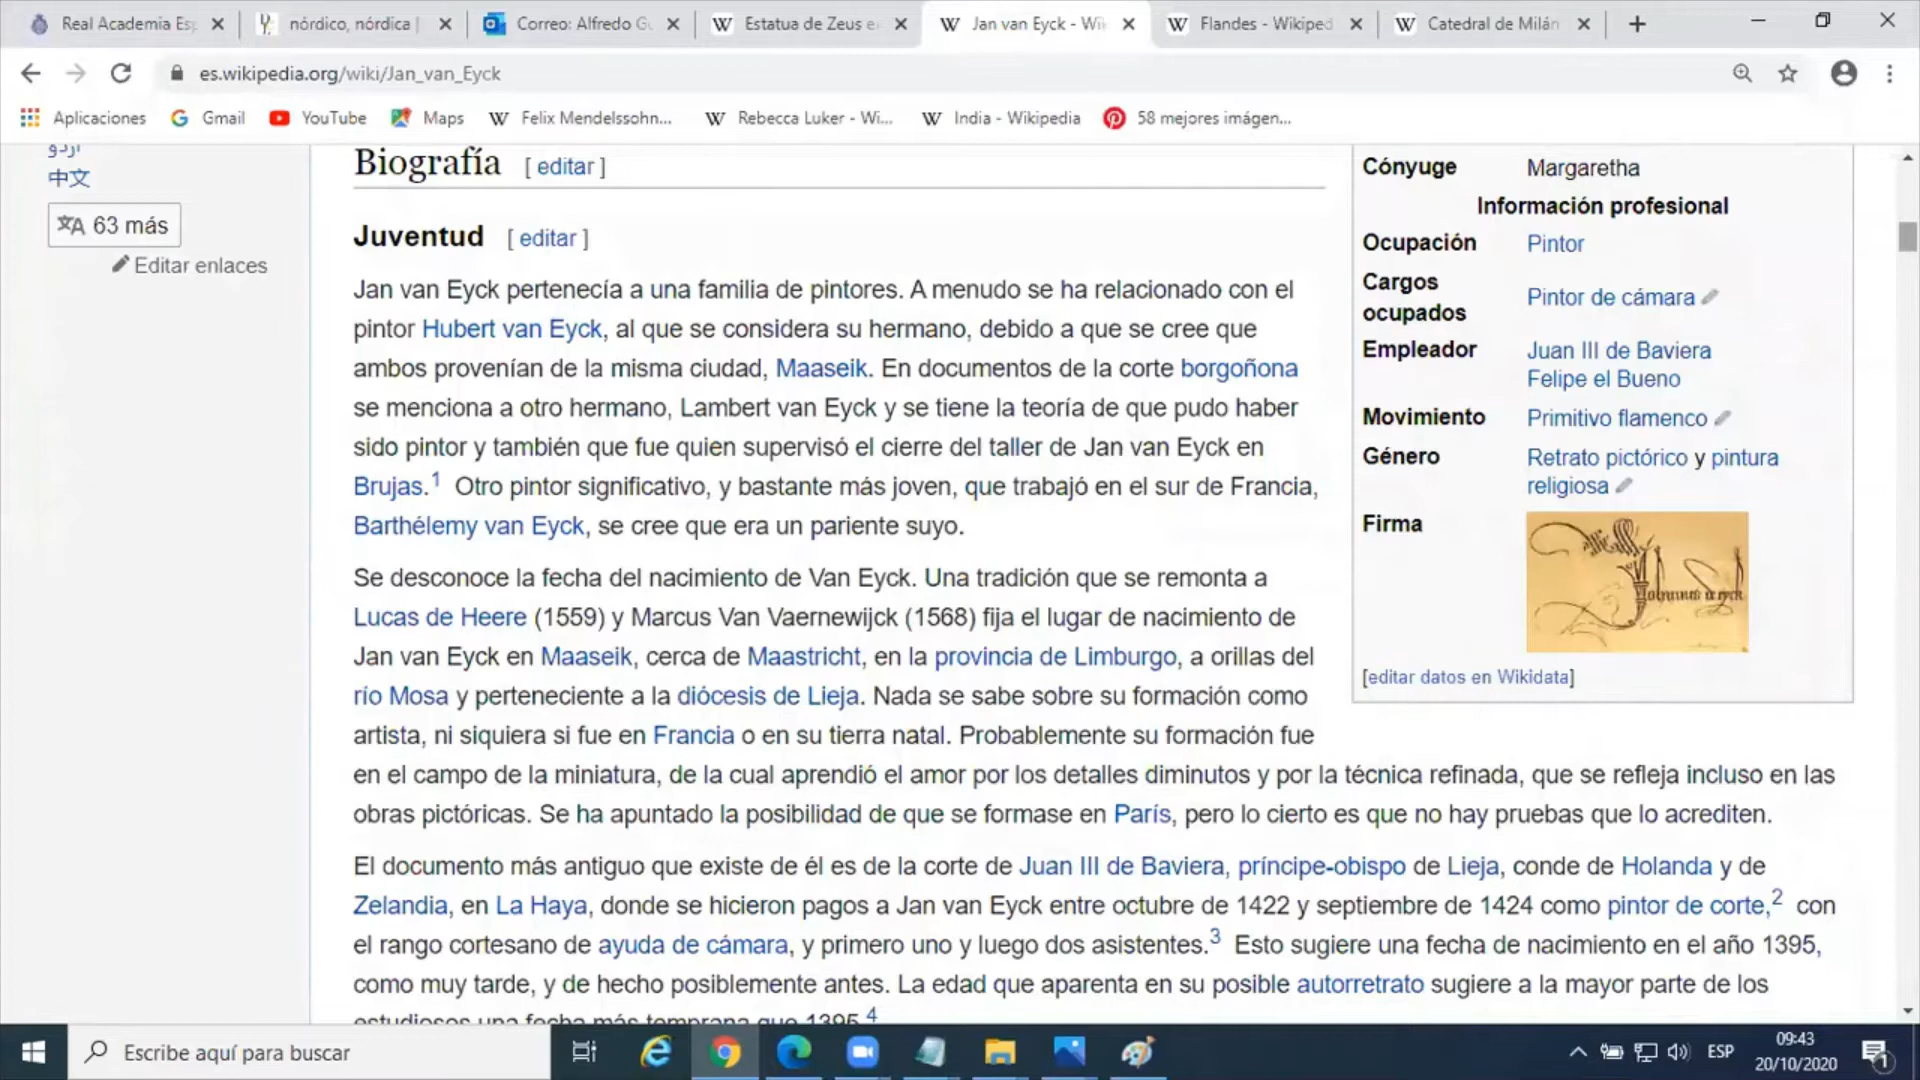 Real Academia Es
nórdico, nórdica |
Correo: Alfredo G
Estatua de Zeus e
Jan van Eyck - Wi
Flandes - Wikiped
Catedral de Milán
es.wikipedia.org/wiki/Jan_van_Eyck
Aplicaciones
Gmail
YouTube
Maps
Felix Mendelssohn...
Rebecca Luker - Wi...
India - Wikipedia
58 mejores imágen...
اردو
中文
63 más
Editar enlaces
Biografía [ editar ]
Juventud [ editar ]
Jan van Eyck pertenecía a una familia de pintores. A menudo se ha relacionado con el
pintor Hubert van Eyck, al que se considera su hermano, debido a que se cree que
ambos provenían de la misma ciudad, Maaseik. En documentos de la corte borgoñona
se menciona a otro hermano, Lambert van Eyck y se tiene la teoría de que pudo haber
sido pintor y también que fue quien supervisó el cierre del taller de Jan van Eyck en
Brujas.1 Otro pintor significativo, y bastante más joven, que trabajó en el sur de Francia,
Barthélemy van Eyck, se cree que era un pariente suyo.
Se desconoce la fecha del nacimiento de Van Eyck. Una tradición que se remonta a
Lucas de Heere (1559) y Marcus Van Vaernewijck (1568) fija el lugar de nacimiento de
Jan van Eyck en Maaseik, cerca de Maastricht, en la provincia de Limburgo, a orillas del
río Mosa y perteneciente a la diócesis de Lieja. Nada se sabe sobre su formación como
artista, ni siquiera si fue en Francia o en su tierra natal. Probablemente su formación fue
en el campo de la miniatura, de la cual aprendió el amor por los detalles diminutos y por la técnica refinada, que se refleja incluso en las
obras pictóricas. Se ha apuntado la posibilidad de que se formase en París, pero lo cierto es que no hay pruebas que lo acrediten.
El documento más antiguo que existe de él es de la corte de Juan III de Baviera, príncipe-obispo de Lieja, conde de Holanda y de
Zelandia, en La Haya, donde se hicieron pagos a Jan van Eyck entre octubre de 1422 y septiembre de 1424 como pintor de corte,2 con
el rango cortesano de ayuda de cámara, y primero uno y luego dos asistentes.3 Esto sugiere una fecha de nacimiento en el año 1395,
como muy tarde, y de hecho posiblemente antes. La edad que aparenta en su posible autorretrato sugiere a la mayor parte de los
estudiosos una fecha más temprana que 1395.4
Cónyuge Margaretha
Información profesional
Ocupación Pintor
Cargos ocupados Pintor de cámara
Empleador Juan III de Baviera
Felipe el Bueno
Movimiento Primitivo flamenco
Género Retrato pictórico y pintura
religiosa
Firma
[editar datos en Wikidata]
Escribe aquí para buscar
ESP
09:43
20/10/2020
1